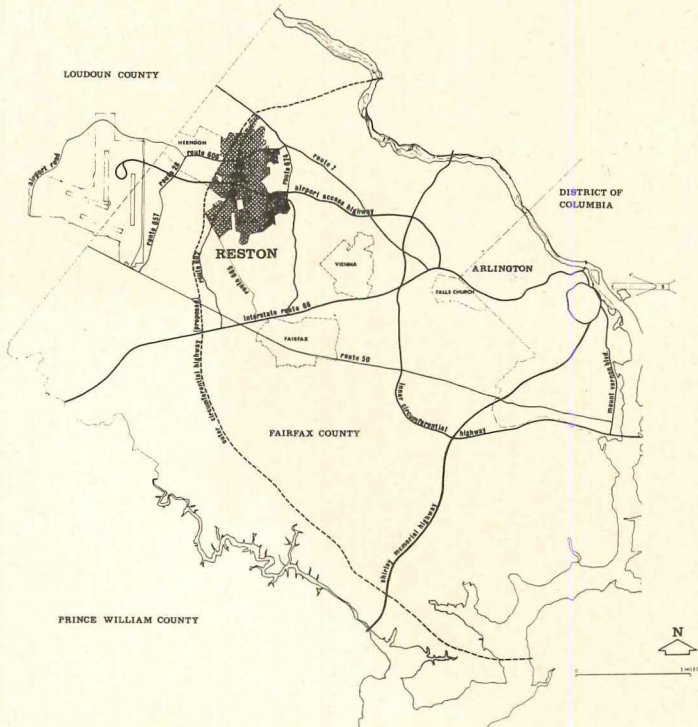 LOUDOUN COUNTY
HERNDON
route 606
route 28
airport road
route 657
route 7
airport access highway
DISTRICT OF
COLUMBIA
RESTON
VIENNA
ARLINGTON
FALLS CHURCH
route 602
interstate route 66
FAIRFAX
route 50
mount vernon blvd.
outer circumferential highway (proposed)
inner circumferential highway
FAIRFAX COUNTY
shirley memorial highway
PRINCE WILLIAM COUNTY
N
0